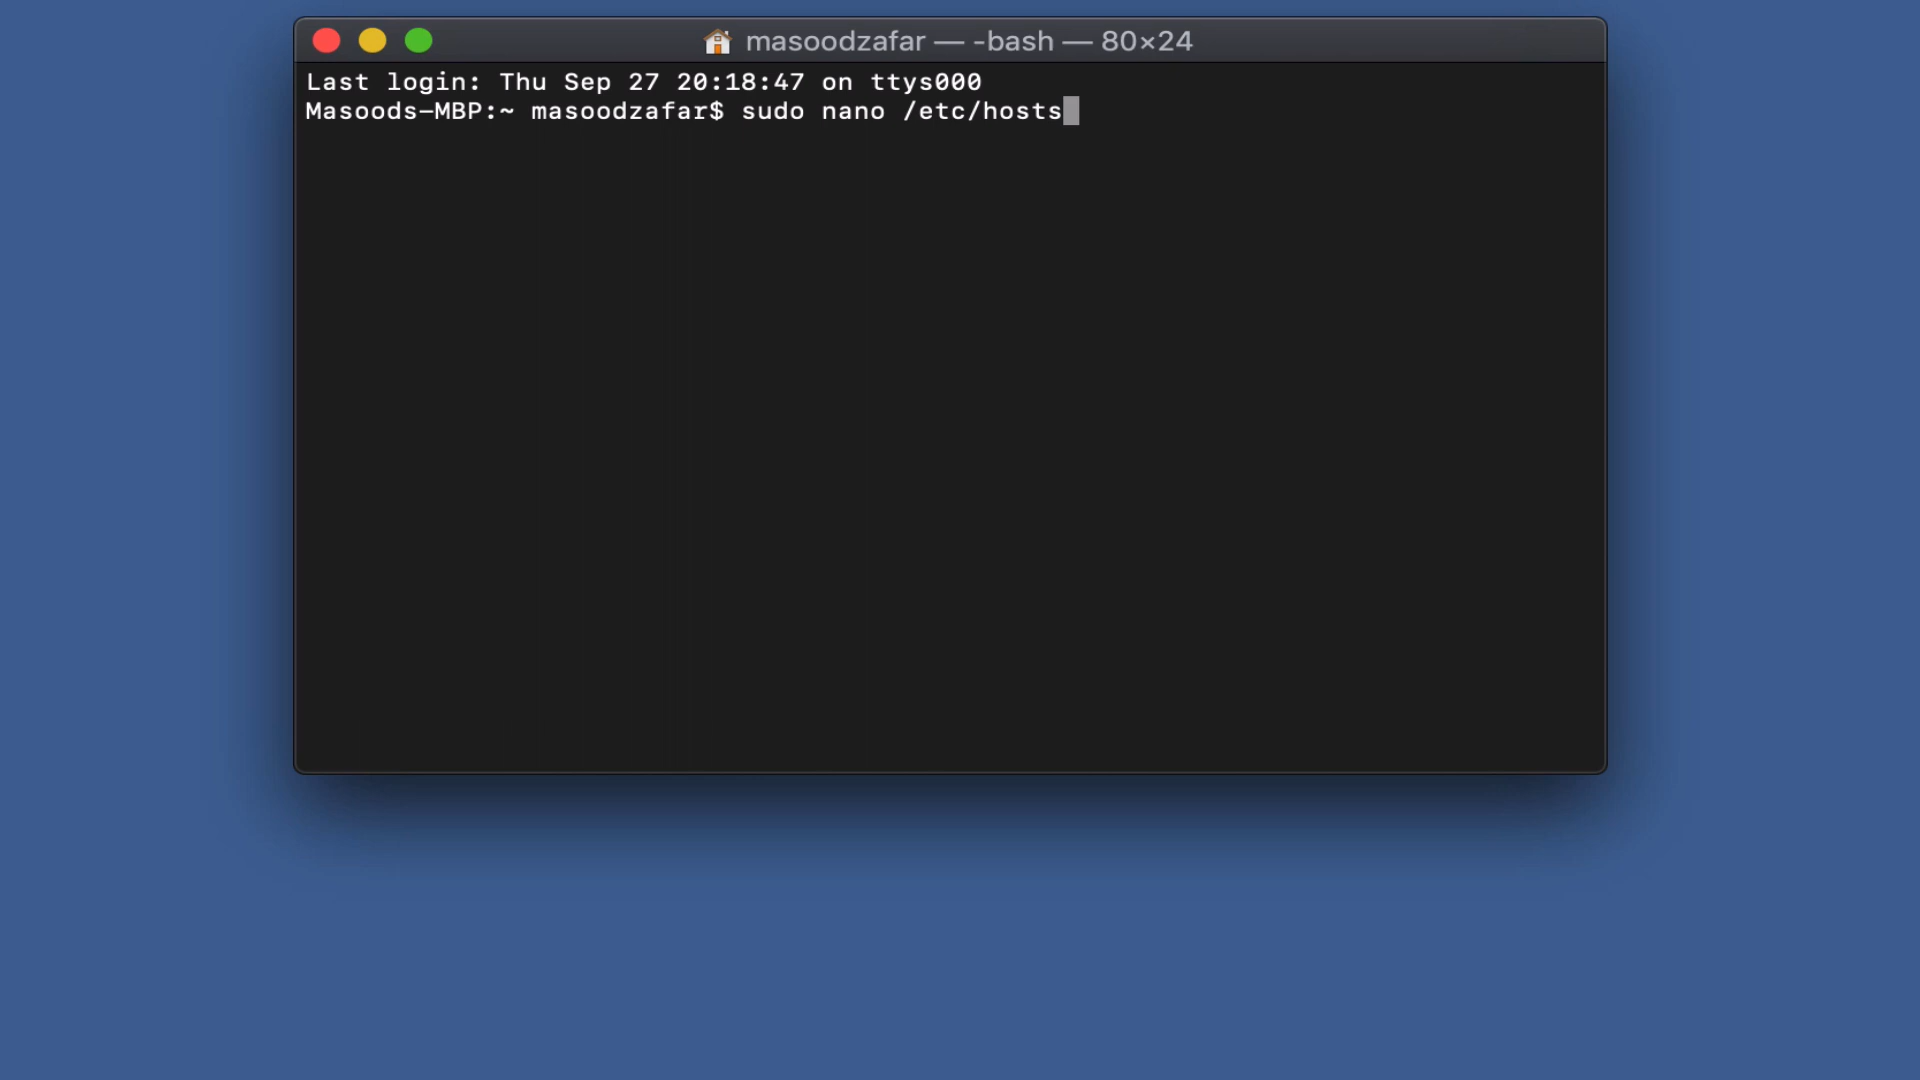 masoodzafar — -bash — 80×24
Last login: Thu Sep 27 20:18:47 on ttys000
Masoods-MBP:~ masoodzafar$ sudo nano /etc/hosts